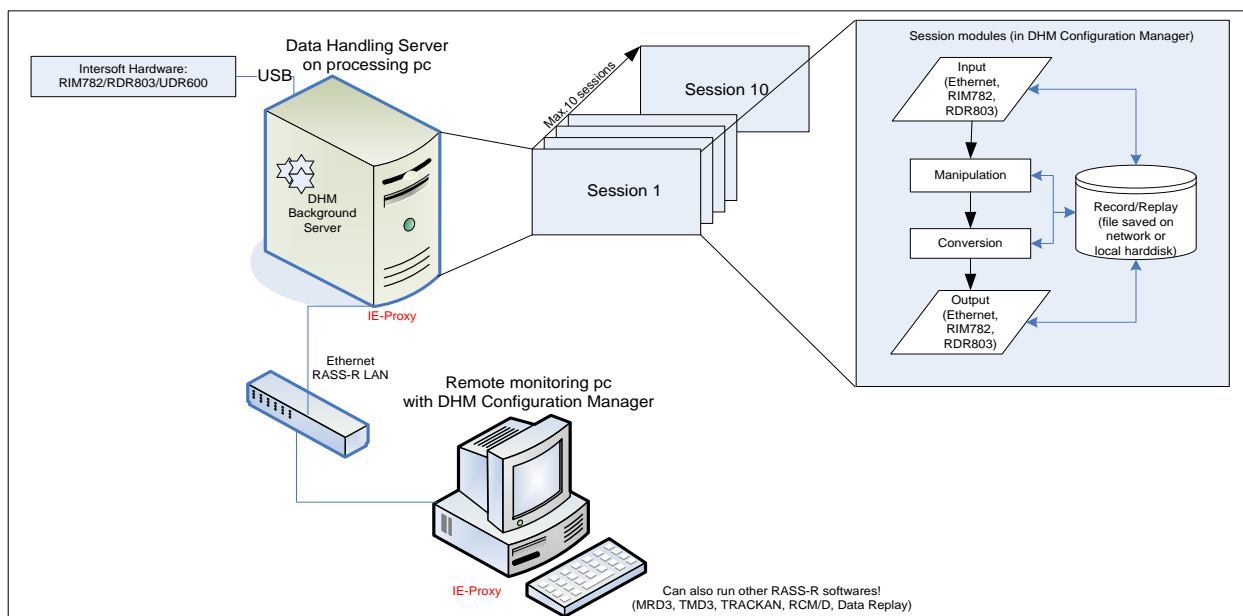 Data Handling Server
on processing pc
Intersoft Hardware:
RIM782/RDR803/UDR600
USB
DHM
Background
Server
IE-Proxy
Max.10 sessions
Session 10
Session 1
Session modules (in DHM Configuration Manager)
Input
(Ethernet,
RIM782,
RDR803)
Manipulation
Conversion
Output
(Ethernet,
RIM782,
RDR803)
Record/Replay
(file saved on
network or
local harddisk)
Ethernet
RASS-R LAN
Remote monitoring pc
with DHM Configuration Manager
IE-Proxy
Can also run other RASS-R softwares!
(MRD3, TMD3, TRACKAN, RCM/D, Data Replay)